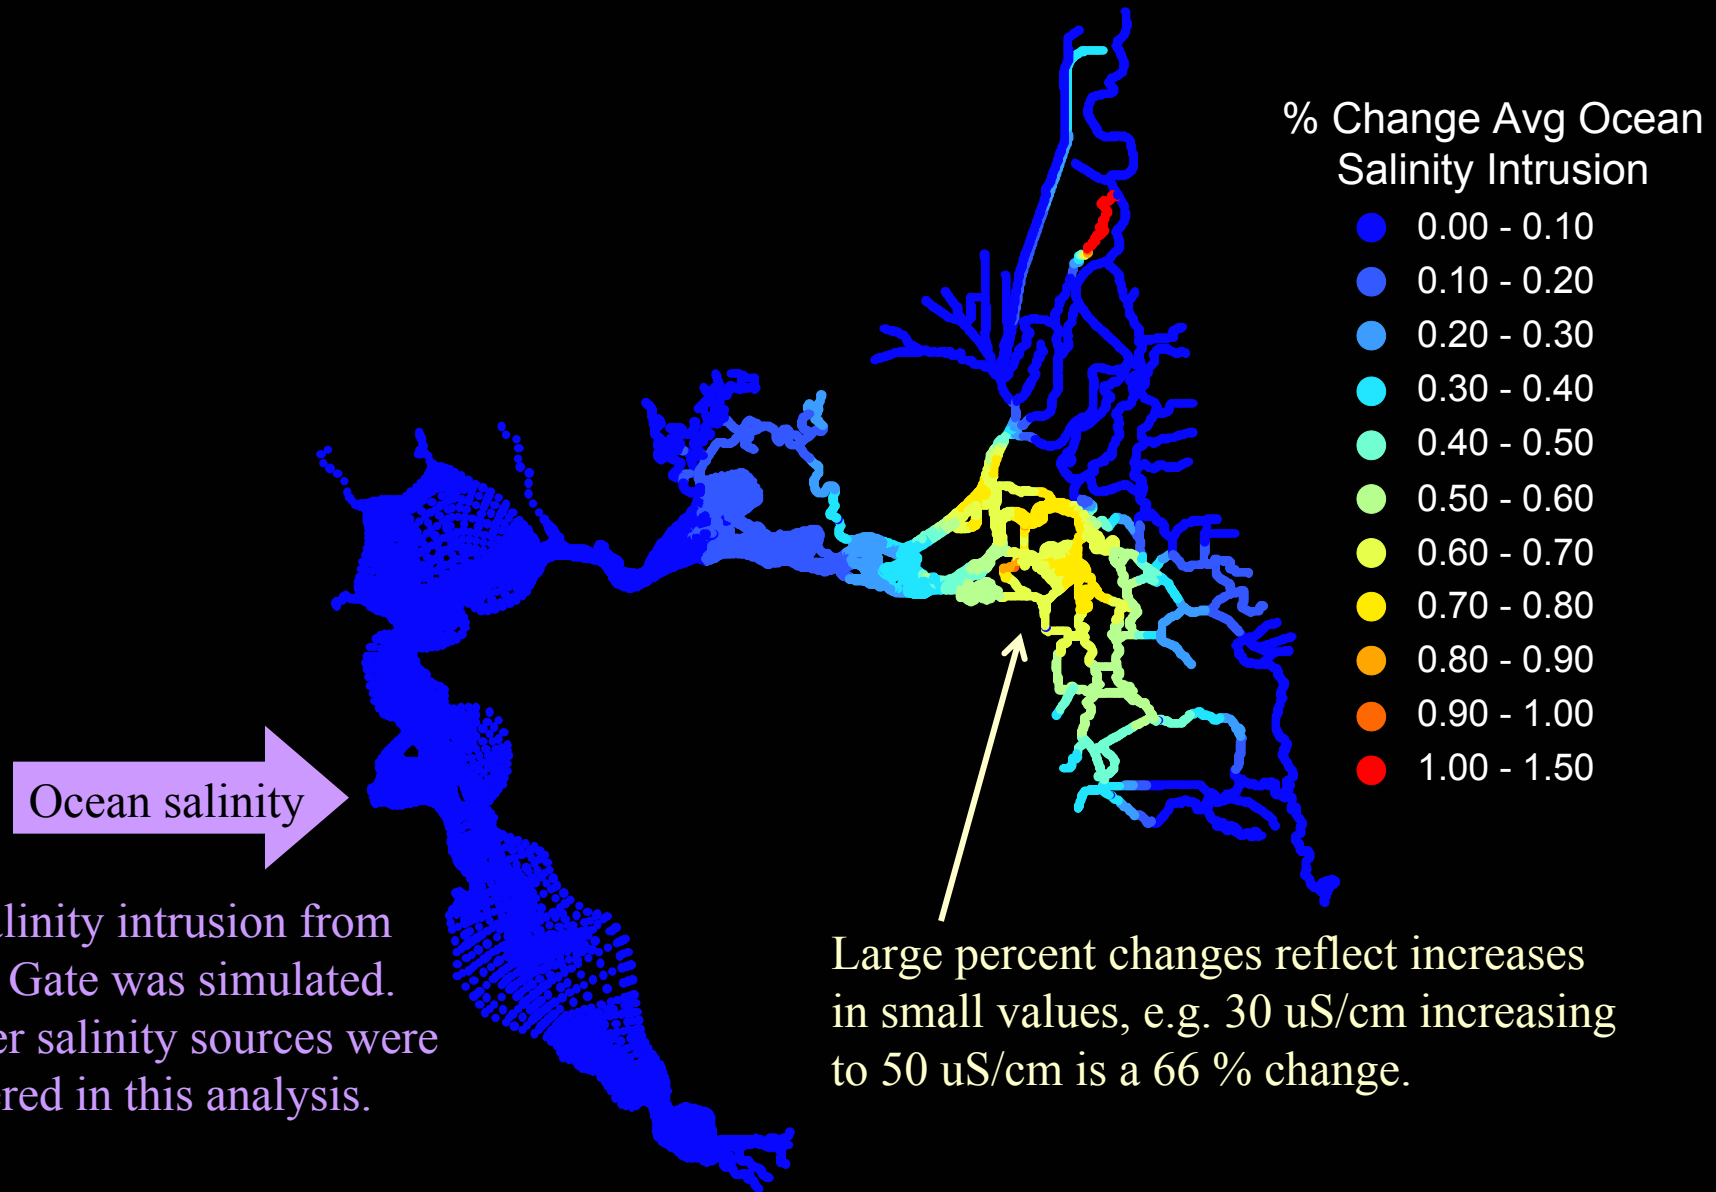 % Change Avg Ocean
Salinity Intrusion
0.00 - 0.10
0.10 - 0.20
0.20 - 0.30
0.30 - 0.40
0.40 - 0.50
0.50 - 0.60
0.60 - 0.70
0.70 - 0.80
0.80 - 0.90
0.90 - 1.00
1.00 - 1.50
Ocean salinity
linity intrusion from
Gate was simulated.
er salinity sources were
red in this analysis.
Large percent changes reflect increases
in small values, e.g. 30 uS/cm increasing
to 50 uS/cm is a 66 % change.